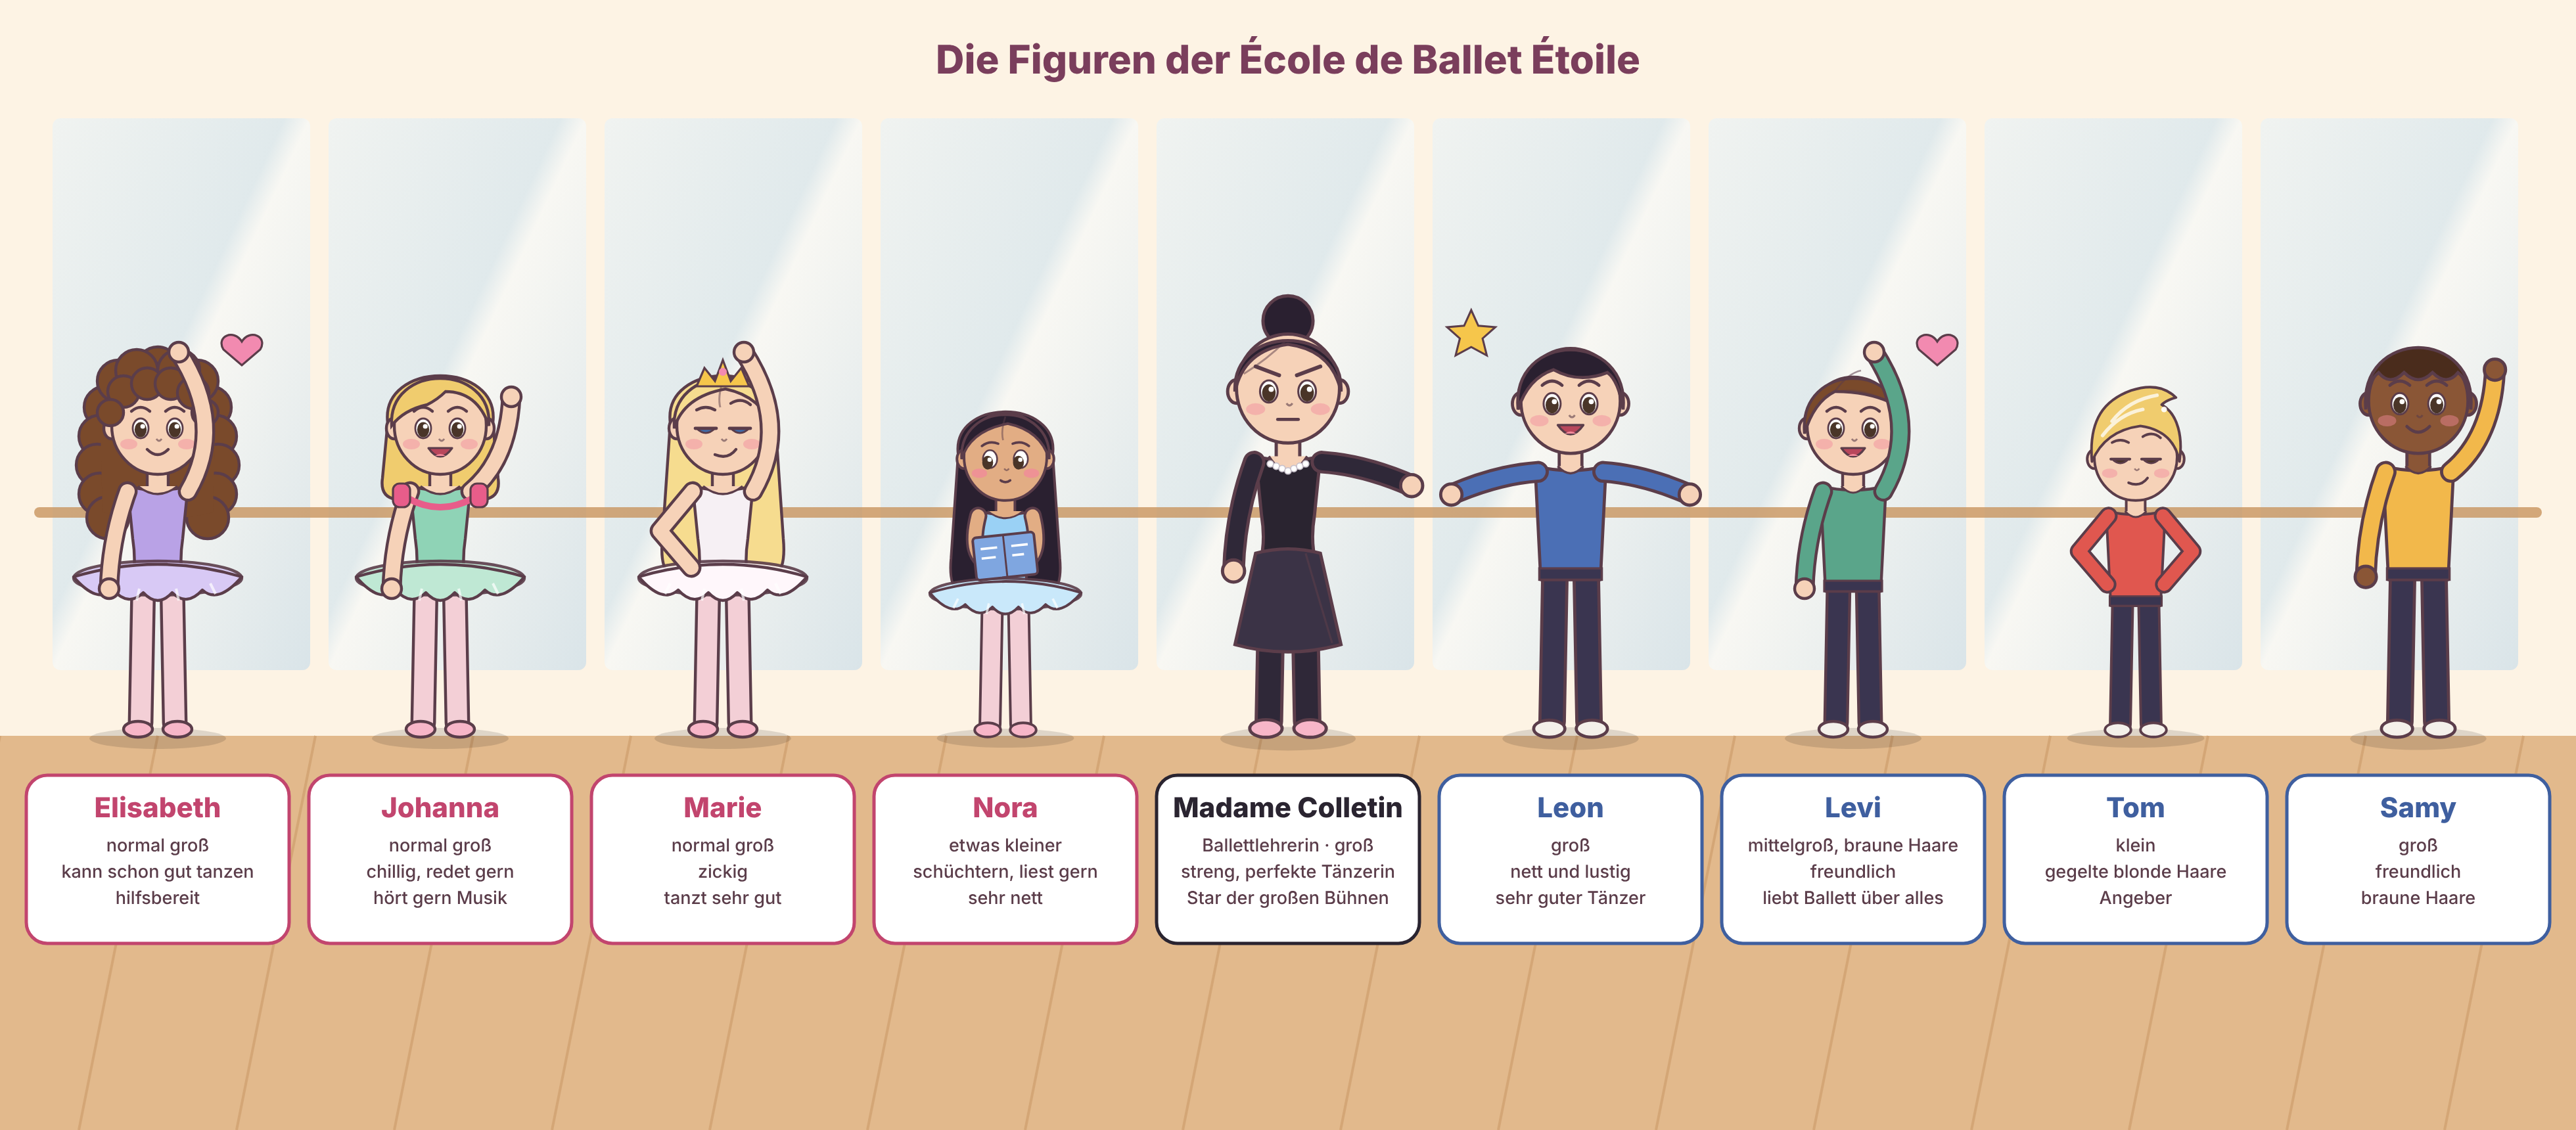 Die Figuren der École de Ballet Étoile
Elisabeth
normal groß
kann schon gut tanzen
hilfsbereit
Johanna
normal groß
chillig, redet gern
hört gern Musik
Marie
normal groß
zickig
tanzt sehr gut
Nora
etwas kleiner
schüchtern, liest gern
sehr nett
Madame Colletin
Ballettlehrerin · groß
streng, perfekte Tänzerin
Star der großen Bühnen
Leon
groß
nett und lustig
sehr guter Tänzer
Levi
mittelgroß, braune Haare
freundlich
liebt Ballett über alles
Tom
klein
gegelte blonde Haare
Angeber
Samy
groß
freundlich
braune Haare